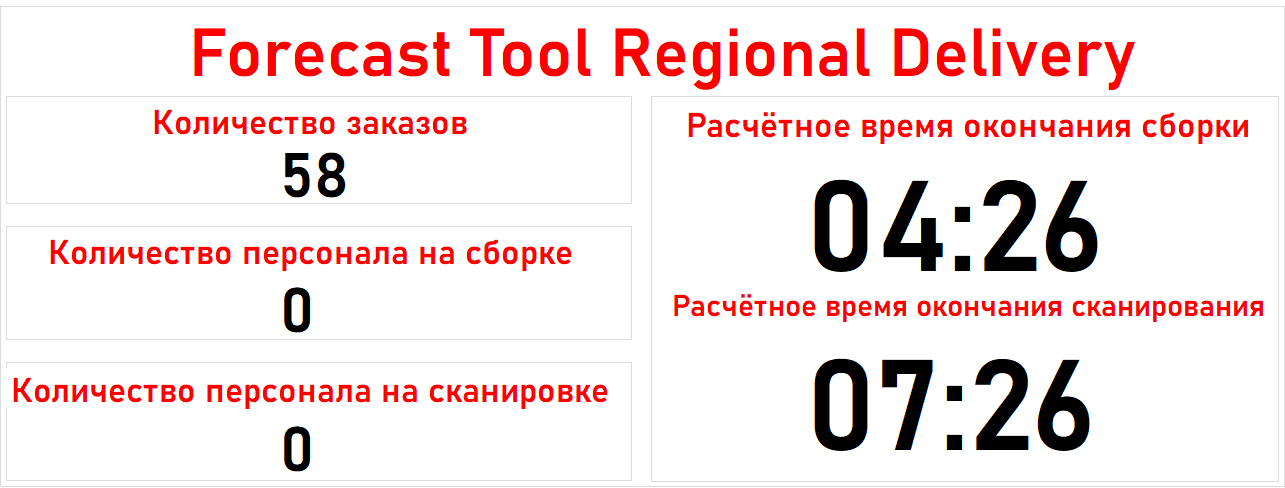 Forecast Tool Regional Delivery
Количество заказов
58
Количество персонала на сборке
0
Количество персонала на сканировке
0
Расчётное время окончания сборки
04:26
Расчётное время окончания сканирования
07:26